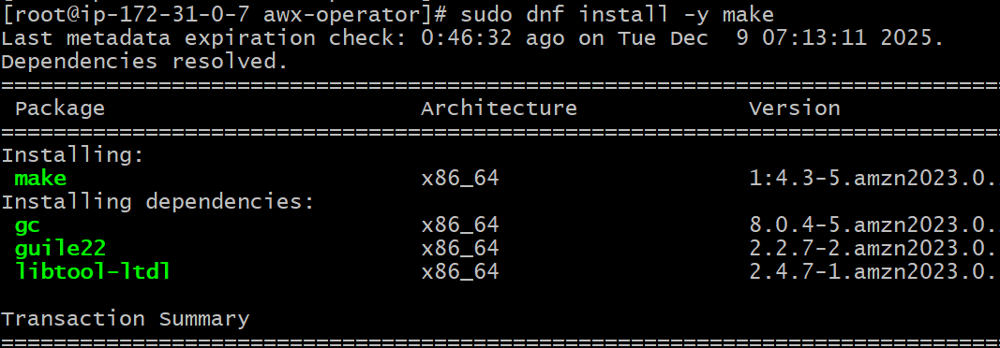 [root@ip-172-31-0-7 awx-operator]# sudo dnf install -y make
Last metadata expiration check: 0:46:32 ago on Tue Dec  9 07:13:11 2025.
Dependencies resolved.
================================================================================
 Package                        Architecture             Version
================================================================================
Installing:
 make                           x86_64                   1:4.3-5.amzn2023.0.
Installing dependencies:
 gc                             x86_64                   8.0.4-5.amzn2023.0.
 guile22                        x86_64                   2.2.7-2.amzn2023.0.
 libtool-ltdl                   x86_64                   2.4.7-1.amzn2023.0.
Transaction Summary
================================================================================